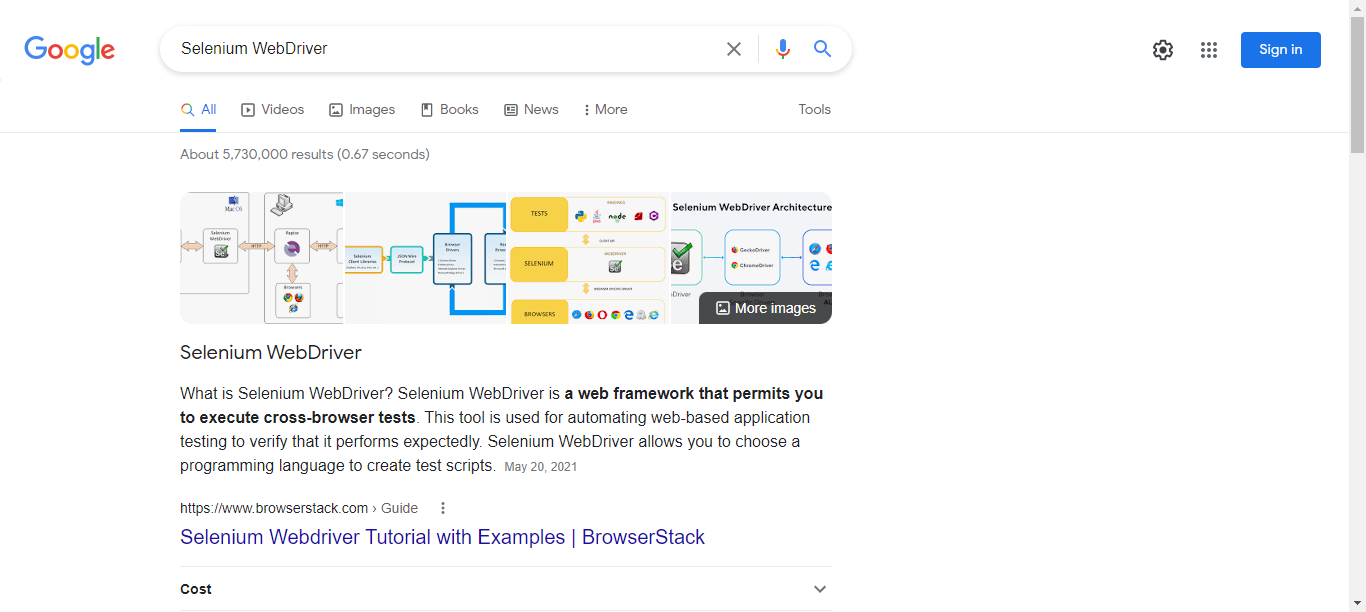 Google
Selenium WebDriver
Sign in
All Videos Images Books News More Tools
About 5,730,000 results (0.67 seconds)
Mac OS
Selenium WebDriver
HTTP
Raptor
HTTP
Browsers
Selenium Client Libraries
JSON Wire Protocol
Browser Drivers
TESTS
BINDINGS
node
SELENIUM
WEBDRIVER
Se
BROWSERS
Selenium WebDriver Architecture
GeckoDriver
ChromeDriver
More images
Selenium WebDriver
What is Selenium WebDriver? Selenium WebDriver is a web framework that permits you
to execute cross-browser tests. This tool is used for automating web-based application
testing to verify that it performs expectedly. Selenium WebDriver allows you to choose a
programming language to create test scripts. May 20, 2021
https://www.browserstack.com › Guide
Selenium Webdriver Tutorial with Examples | BrowserStack
Cost